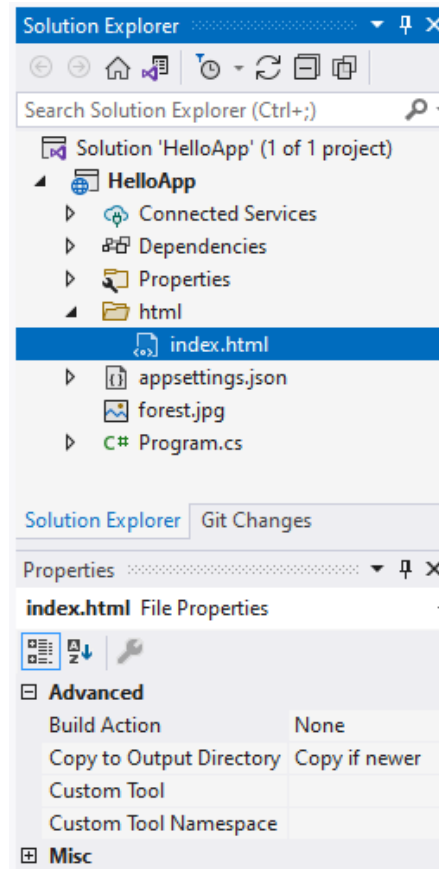 Solution Explorer
Search Solution Explorer (Ctrl+;)
Solution 'HelloApp' (1 of 1 project)
HelloApp
Connected Services
Dependencies
Properties
html
index.html
appsettings.json
forest.jpg
C# Program.cs
Solution Explorer Git Changes
Properties
index.html File Properties
Advanced
Build Action None
Copy to Output Directory Copy if newer
Custom Tool
Custom Tool Namespace
Misc